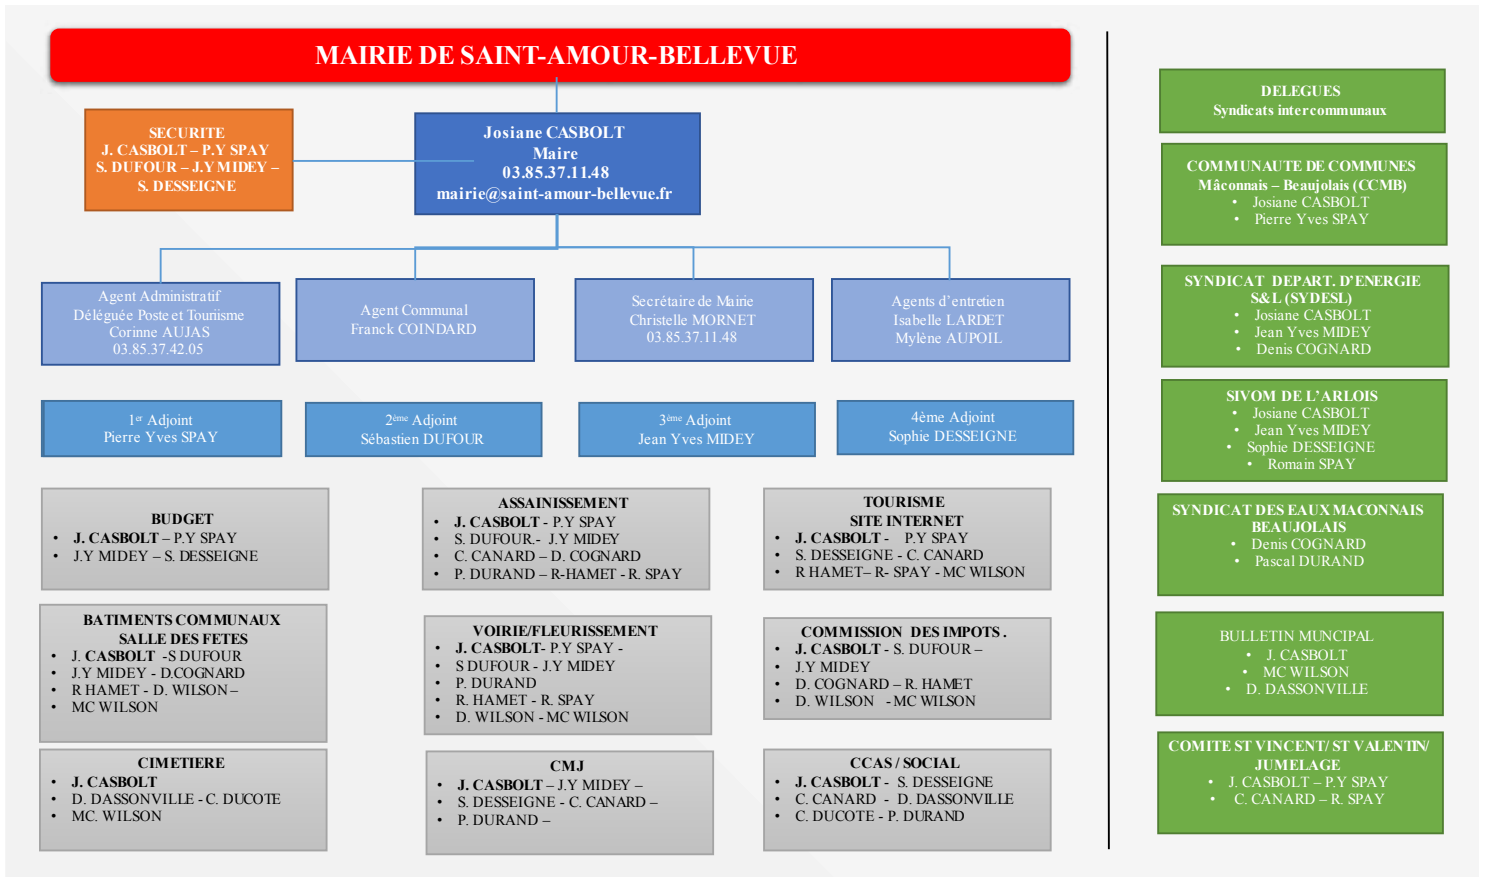 MAIRIE DE SAINT-AMOUR-BELLEVUE
SECURITE
J. CASBOLT – P.Y SPAY
S. DUFOUR – J.Y MIDEY –
S. DESSEIGNE
Josiane CASBOLT
Maire
03.85.37.11.48
mairie@saint-amour-bellevue.fr
Agent Administratif
Déléguée Poste et Touriisme
Corinne AUJAS
03.85.37.42.05
Agent Communal
Franck COINDARD
Secrétaire de Mairie
Christelle MORNET
03.85.37.11.48
Agents d’entretien
Isabelle LARDET
Mylène AUPOIL
1er Adjoint
Pierre Yves SPAY
2ème Adjoint
Sébastien DUFOUR
3ème Adjoint
Jean Yves MIDEY
4ème Adjoint
Sophie DESSEIGNE
BUDGET
• J. CASBOLT – P.Y SPAY
• J.Y MIDEY – S. DESSEIGNE
ASSAINISSEMENT
• J. CASBOLT - P.Y SPAY
• S. DUFOUR.- J.Y MIDEY
• C. CANARD – D. COGNARD
• P. DURAND – R-HAMET - R. SPAY
TOURISME
SITE INTERNET
• J. CASBOLT - P.Y SPAY
• S. DESSEIGNE - C. CANARD
• R HAMET– R- SPAY - MC WILSON
BATIMENTS COMMUNAUX
SALLE DES FETES
• J. CASBOLT -S DUFOUR
• J.Y MIDEY - D.COGNARD
• R HAMET - D. WILSON –
• MC WILSON
VOIRIE/FLEURISSEMENT
• J. CASBOLT- P.Y SPAY -
• S DUFOUR - J.Y MIDEY
• P. DURAND
• R. HAMET - R. SPAY
• D. WILSON - MC WILSON
COMMISSION DES IMPOTS .
• J. CASBOLT - S. DUFOUR –
• J.Y MIDEY
• D. COGNARD – R. HAMET
• D. WILSON - MC WILSON
CIMETIERE
• J. CASBOLT
• D. DASSONVILLE - C. DUCOTE
• MC. WILSON
CMJ
• J. CASBOLT – J.Y MIDEY –
• S. DESSEIGNE - C. CANARD –
• P. DURAND –
CCAS / SOCIAL
• J. CASBOLT - S. DESSEIGNE
• C. CANARD - D. DASSONVILLE
• C. DUCOTE - P. DURAND
DELEGUES
Syndicats intercommunaux
COMMUNAUTE DE COMMUNES
Mâconnais – Beaujolais (CCMB)
• Josiane CASBOLT
• Pierre Yves SPAY
SYNDICAT DEPART. D’ENERGIE
S&L (SYDESL)
• Josiane CASBOLT
• Jean Yves MIDEY
• Denis COGNARD
SIVOM DE L’ARLOIS
• Josiane CASBOLT
• Jean Yves MIDEY
• Sophie DESSEIGNE
• Romain SPAY
SYNDICAT DES EAUX MACONNAIS
BEAUJOLAIS
• Denis COGNARD
• Pascal DURAND
BULLETIN MUNCIPAL
• J. CASBOLT
• MC WILSON
• D. DASSONVILLE
COMITE ST VINCENT/ ST VALENTIN/
JUMELAGE
• J. CASBOLT – P.Y SPAY
• C. CANARD – R. SPAY